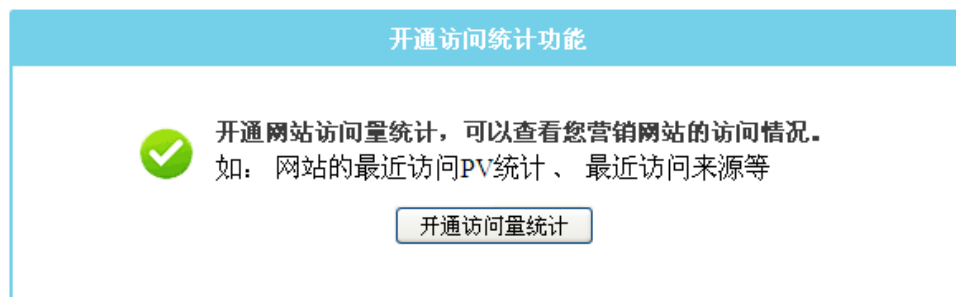 开通访问统计功能
开通网站访问量统计，可以查看您营销网站的访问情况。
如： 网站的最近访问PV统计 、 最近访问来源等
开通访问量统计